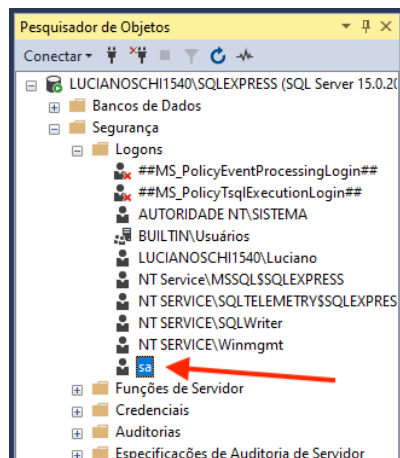 Pesquisador de Objetos
Conectar
LUCIANOSCHI1540\SQLEXPRESS (SQL Server 15.0.20
Bancos de Dados
Segurança
Logons
##MS_PolicyEventProcessingLogin##
##MS_PolicyTsqlExecutionLogin##
AUTORIDADE NT\SISTEMA
BUILTIN\Usuários
LUCIANOSCHI1540\Luciano
NT Service\MSSQL$SQLEXPRESS
NT SERVICE\SQLTELEMETRY$SQLEXPRES
NT SERVICE\SQLWriter
NT SERVICE\Winmgmt
sa
Funções de Servidor
Credenciais
Auditorias
Especificações de Auditoria de Servidor